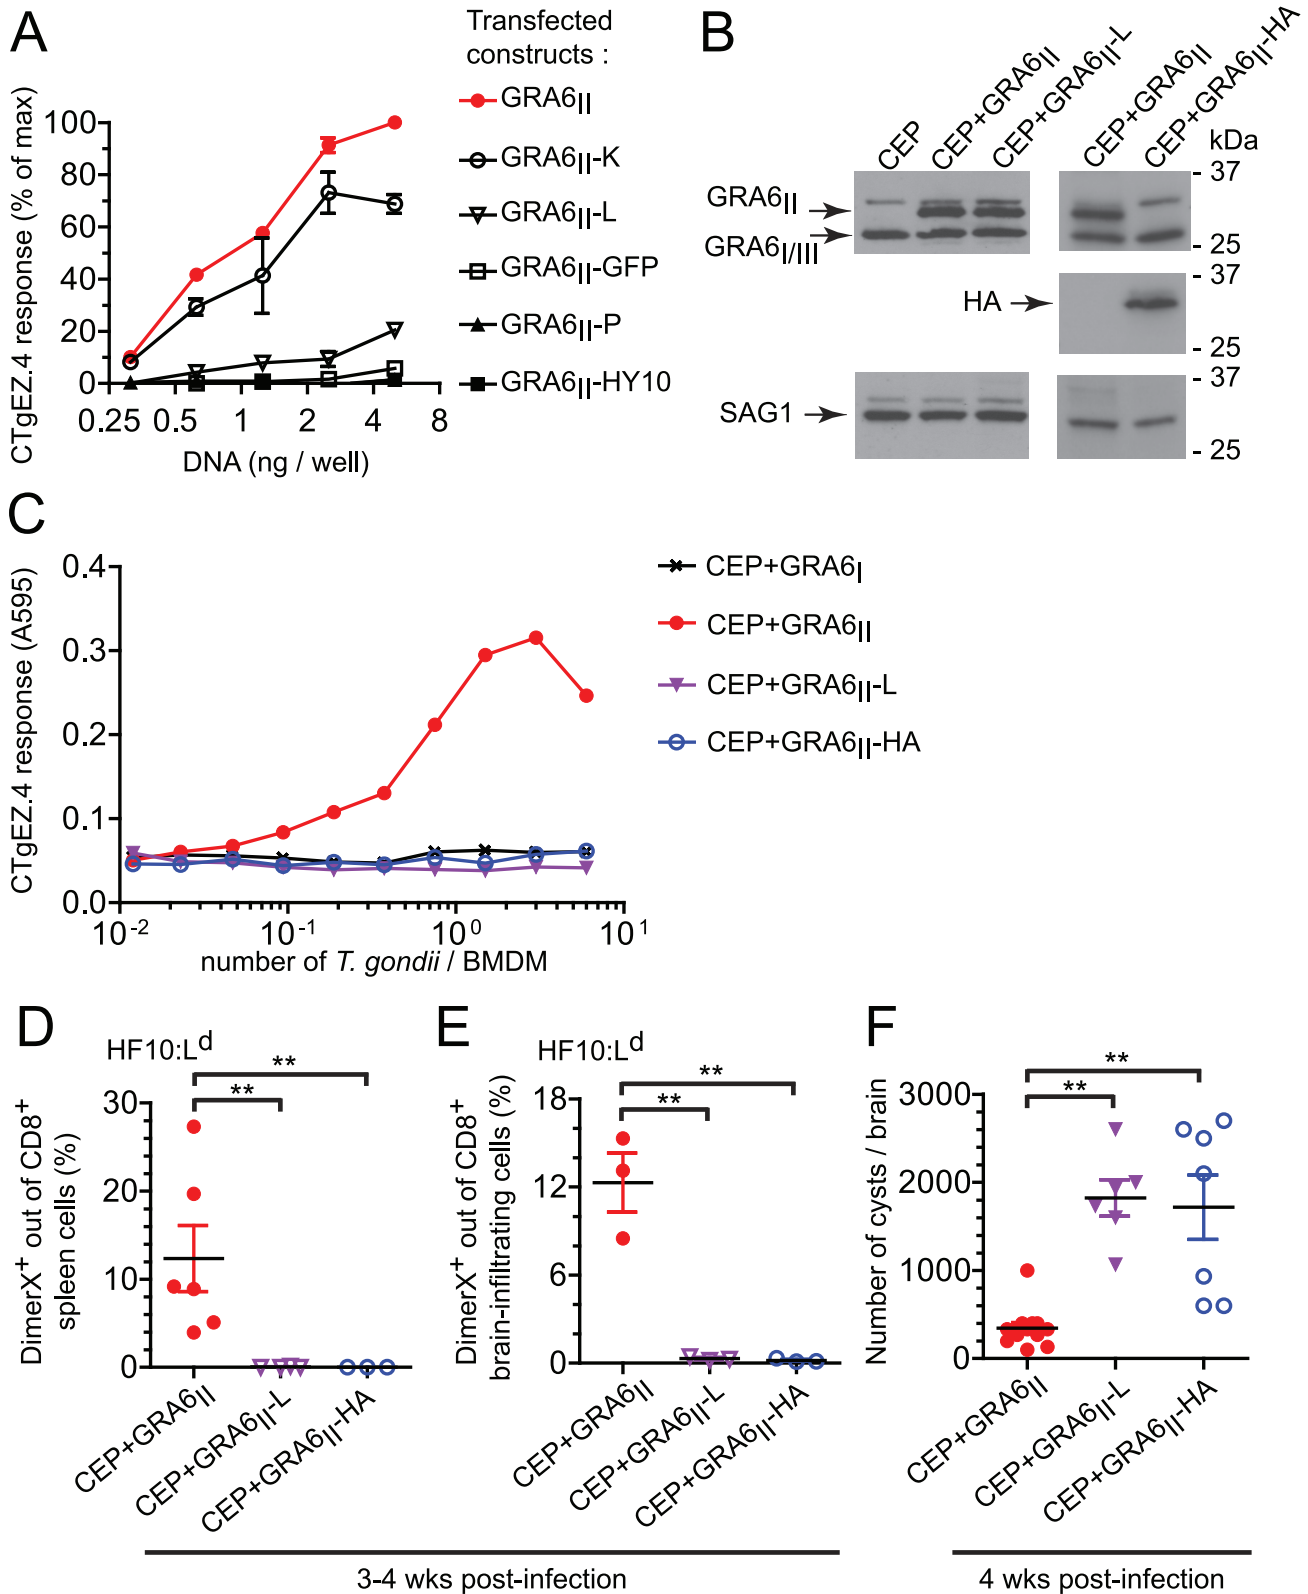 A
Transfected
constructs :
GRA6II
GRA6II-K
GRA6II-L
GRA6II-GFP
GRA6II-P
GRA6II-HY10
CTgEZ.4 response (% of max)
100
80
60
40
20
0
0.25 0.5 1 2 4 8
DNA (ng / well)
B
CEP
CEP+GRA6II
CEP+GRA6II-L
CEP+GRA6II
CEP+GRA6II-HA
kDa
GRA6II
GRA6I/III
- 37
- 25
HA
- 37
- 25
SAG1
- 37
- 25
C
CTgEZ.4 response (A595)
0.4
0.3
0.2
0.1
0.0
10-2 10-1 100 101
number of T. gondii / BMDM
CEP+GRA6I
CEP+GRA6II
CEP+GRA6II-L
CEP+GRA6II-HA
D
HF10:Ld
**
**
DimerX+ out of CD8+
spleen cells (%)
30
20
10
0
CEP+GRA6II
CEP+GRA6II-L
CEP+GRA6II-HA
E
HF10:Ld
**
**
DimerX+ out of CD8+
brain-infiltrating cells (%)
18
12
6
0
CEP+GRA6II
CEP+GRA6II-L
CEP+GRA6II-HA
3-4 wks post-infection
F
**
**
Number of cysts / brain
3000
2000
1000
0
CEP+GRA6II
CEP+GRA6II-L
CEP+GRA6II-HA
4 wks post-infection